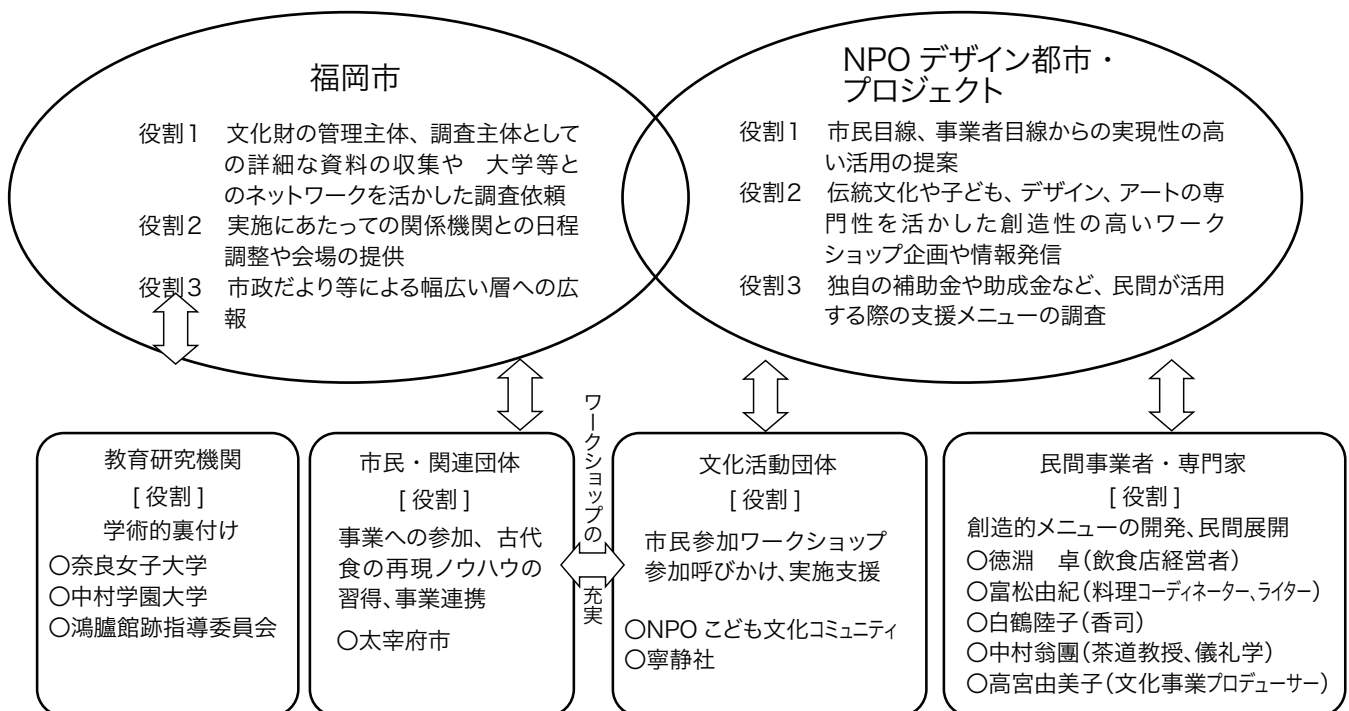 福岡市
役割1　文化財の管理主体、調査主体として
の詳細な資料の収集や　大学等と
のネットワークを活かした調査依頼
役割2　実施にあたっての関係機関との日程
調整や会場の提供
役割3　市政だより等による幅広い層への広
報
NPO デザイン都市・
プロジェクト
役割1　市民目線、事業者目線からの実現性の高
い活用の提案
役割2　伝統文化や子ども、デザイン、アートの専
門性を活かした創造性の高いワーク
ショップ企画や情報発信
役割3　独自の補助金や助成金など、民間が活用
する際の支援メニューの調査
教育研究機関
[ 役割 ]
学術的裏付け
○奈良女子大学
○中村学園大学
○鴻臚館跡指導委員会
市民・関連団体
[ 役割 ]
事業への参加、古代
食の再現ノウハウの
習得、事業連携
○太宰府市
ワークショップの
充実
文化活動団体
[ 役割 ]
市民参加ワークショップ
参加呼びかけ、実施支援
○NPO こども文化コミュニティ
○寧静社
民間事業者・専門家
[ 役割 ]
創造的メニューの開発、民間展開
○徳淵　卓（飲食店経営者）
○富松由紀（料理コーディネーター、ライター）
○白鶴陸子（香司）
○中村翁團（茶道教授、儀礼学）
○高宮由美子（文化事業プロデューサー）